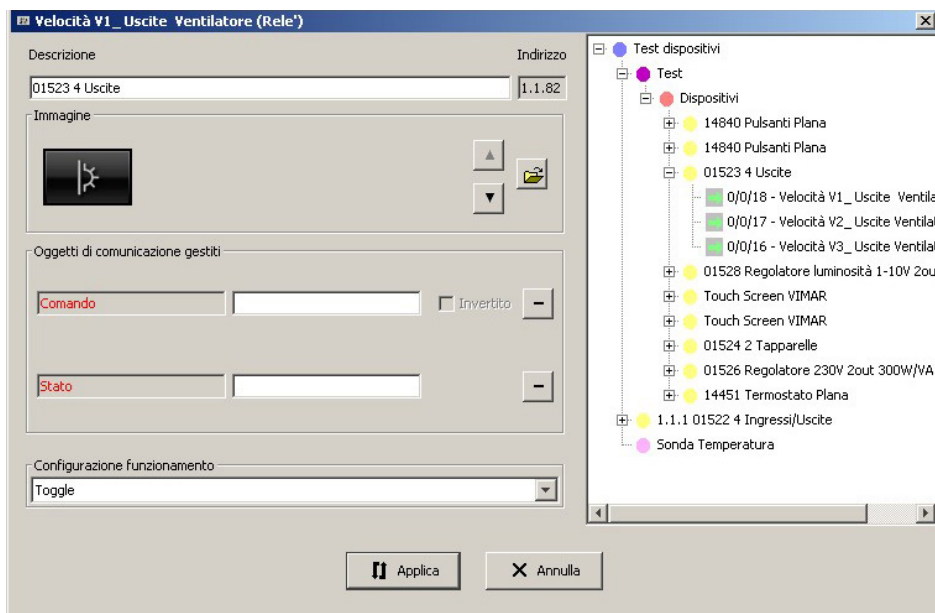 Velocità V1_ Uscite Ventilatore (Rele')
Descrizione
Indirizzo
01523 4 Uscite
1.1.82
Immagine
Oggetti di comunicazione gestiti
Comando
Invertito
Stato
Configurazione funzionamento
Toggle
Applica
Annulla
Test dispositivi
Test
Dispositivi
14840 Pulsanti Plana
14840 Pulsanti Plana
01523 4 Uscite
0/0/18 - Velocità V1_ Uscite Ventila
0/0/17 - Velocità V2_ Uscite Ventilat
0/0/16 - Velocità V3_ Uscite Ventilat
01528 Regolatore luminosità 1-10V 2ou
Touch Screen VIMAR
Touch Screen VIMAR
01524 2 Tapparelle
01526 Regolatore 230V 2out 300W/VA
14451 Termostato Plana
1.1.1 01522 4 Ingressi/Uscite
Sonda Temperatura